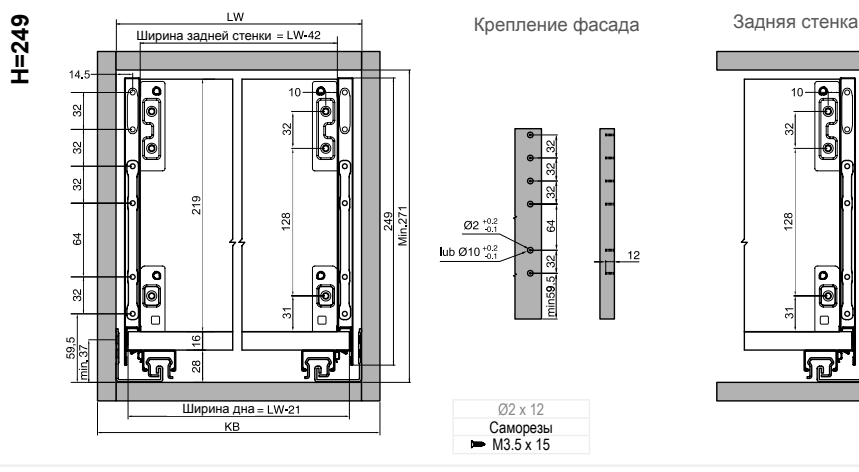 H=249
LW
Ширина задней стенки = LW-42
14.5
32
32
32
64
32
59,5
min.37
219
16
28
10
32
128
31
249
Min.271
Ширина дна = LW-21
KB
Крепление фасада
32
32
32
64
32
min59.5
Ø2 +0.2 -0.1
lub Ø10 +0.2 -0.1
12
Ø2 x 12
Саморезы
M3.5 x 15
Задняя стенка
10
32
128
31